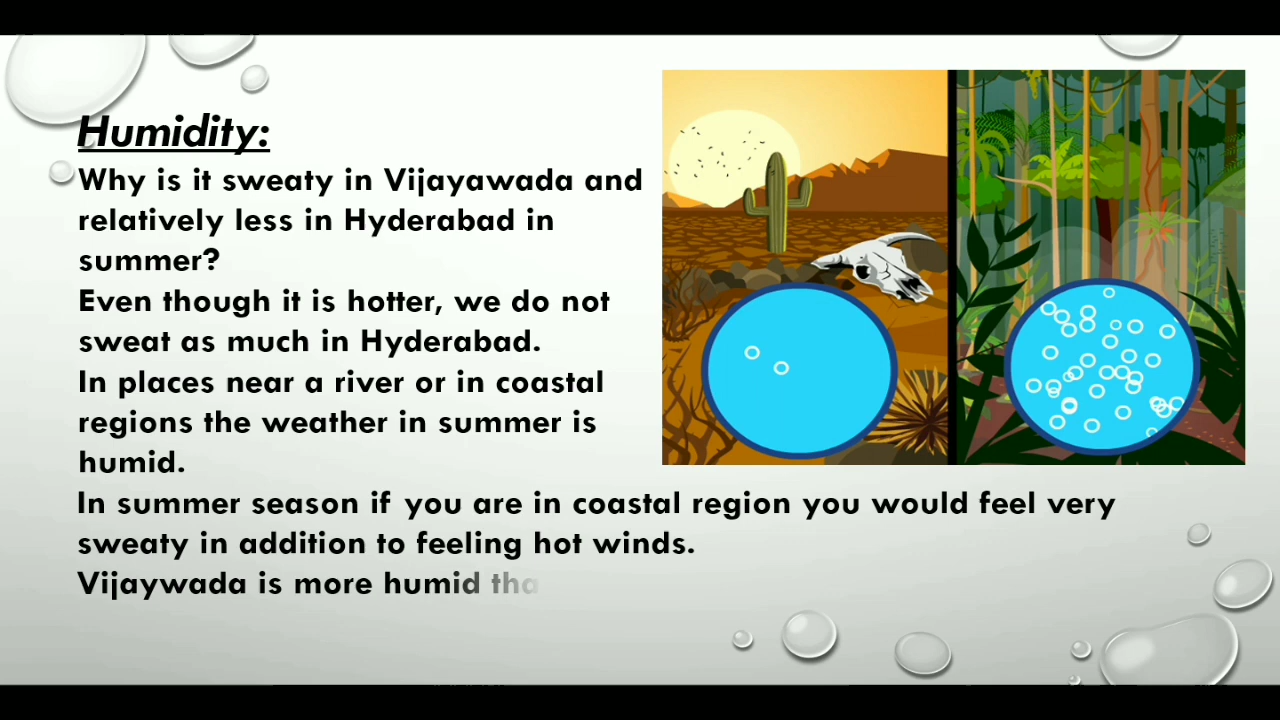 Humidity:
Why is it sweaty in Vijayawada and
relatively less in Hyderabad in
summer?
Even though it is hotter, we do not
sweat as much in Hyderabad.
In places near a river or in coastal
regions the weather in summer is
humid.
In summer season if you are in coastal region you would feel very
sweaty in addition to feeling hot winds.
Vijaywada is more humid tha